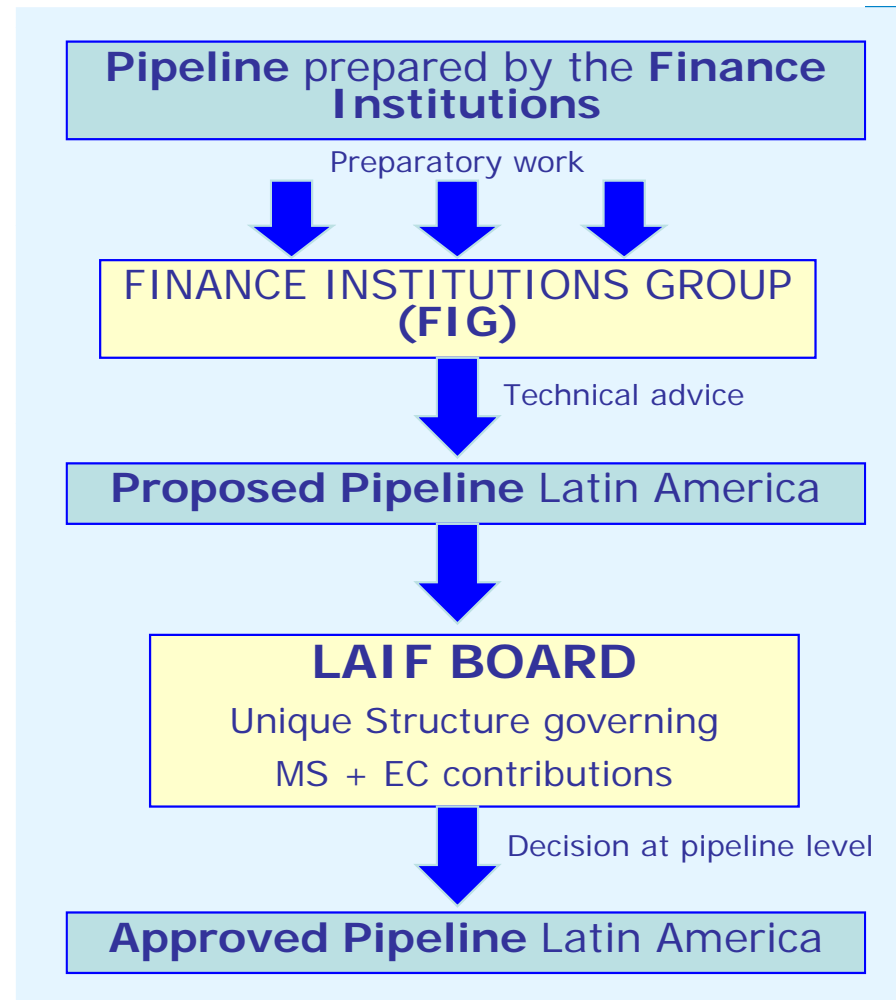 Pipeline prepared by the Finance
Institutions
Preparatory work
FINANCE INSTITUTIONS GROUP
(FIG)
Technical advice
Proposed Pipeline Latin America
LAIF BOARD
Unique Structure governing
MS + EC contributions
Decision at pipeline level
Approved Pipeline Latin America